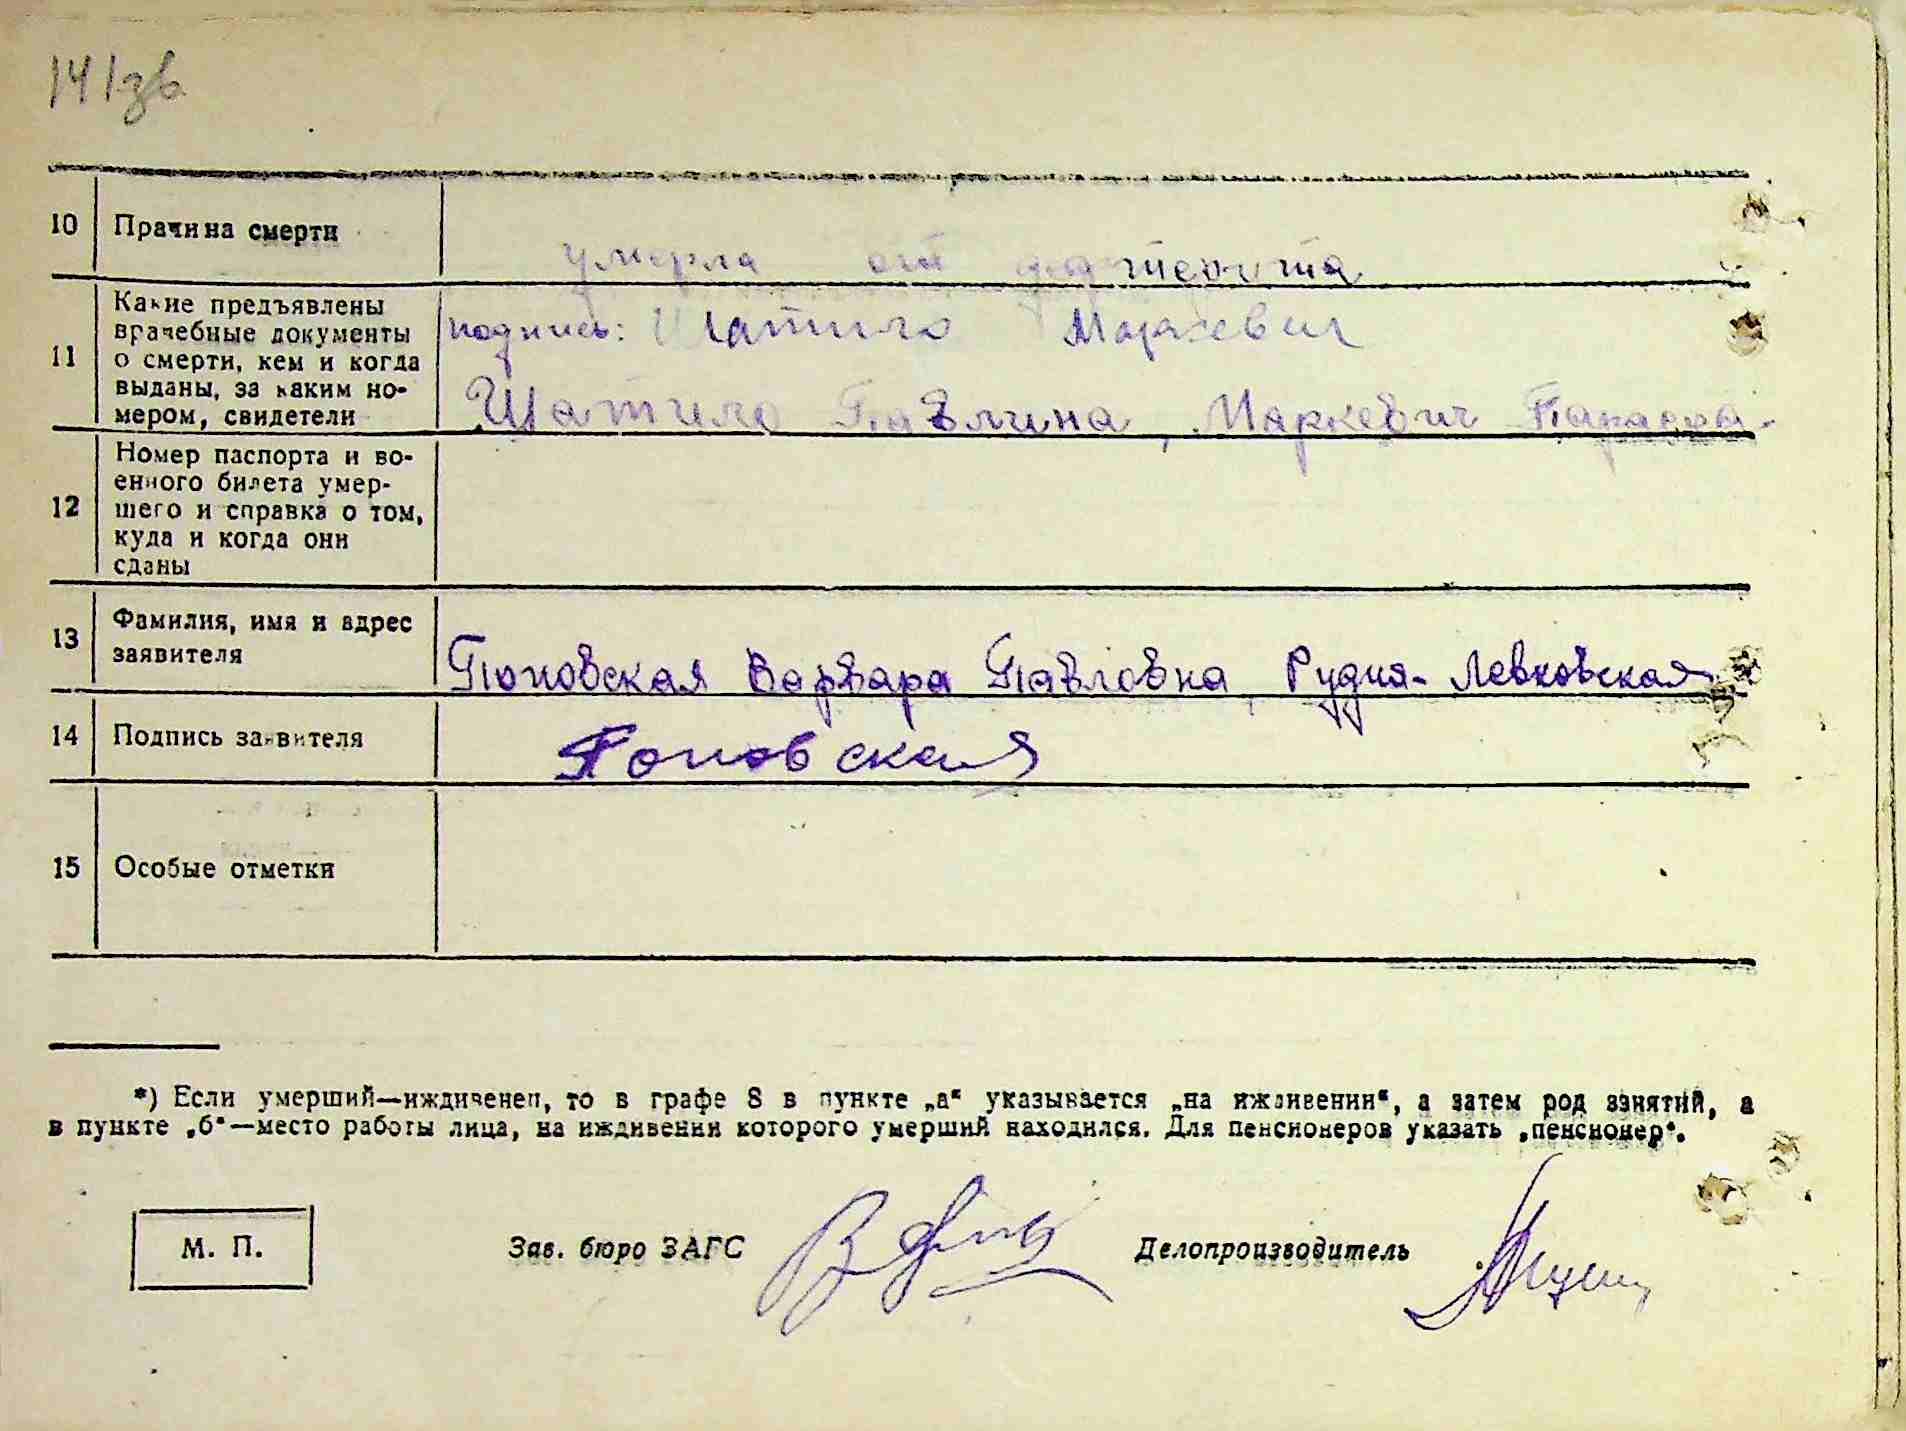 141зв
10 Причина смерти умерла от
11 Какие предъявлены
врачебные документы
о смерти, кем и когда
выданы, за каким но-
мером, свидетели
подпись: Шатило Маркевич
Шатило Павлина, Маркевич
12 Номер паспорта и во-
енного билета умер-
шего и справка о том,
куда и когда они
сданы
13 Фамилия, имя и адрес
заявителя
Поповская Варвара Павловна, Рудня-Левковская
14 Подпись заявителя Поповская
15 Особые отметки
*) Если умерший—иждивенец, то в графе 8 в пункте „а“ указывается „на иждивении“, а затем род занятий, а
в пункте „б“—место работы лица, на иждивении которого умерший находился. Для пенсионеров указать „пенсионер“.
М. П. Зав. бюро ЗАГС Делопроизводитель